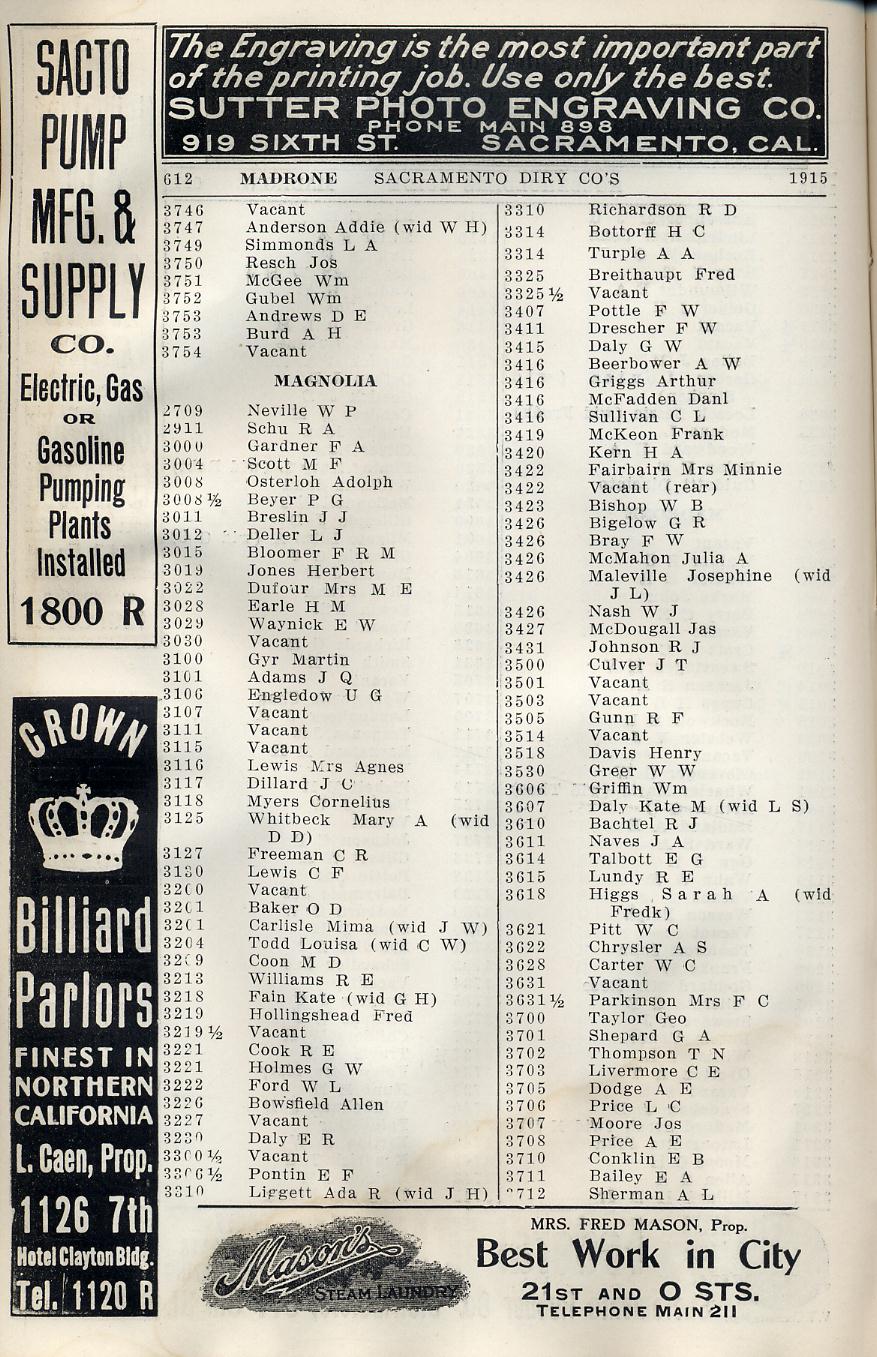 SACTO
PUMP
MFG. &
SUPPLY
CO.
Electric, Gas
OR
Gasoline
Pumping
Plants
Installed
1800 R
CROWN
Billiard
Parlors
FINEST IN
NORTHERN
CALIFORNIA
L. Caen, Prop.
1126 7th
Hotel Clayton Bldg.
Tel. 1120 R
The Engraving is the most important part
of the printing job. Use only the best.
SUTTER PHOTO ENGRAVING CO.
PHONE MAIN 898
919 SIXTH ST. SACRAMENTO, CAL.
612 MADRONE SACRAMENTO DIRY CO'S 1915
3746 Vacant
3747 Anderson Addie (wid W H)
3749 Simmonds L A
3750 Resch Jos
3751 McGee Wm
3752 Gubel Wm
3753 Andrews D E
3753 Burd A H
3754 Vacant
MAGNOLIA
2709 Neville W P
2911 Schu R A
3000 Gardner F A
3004 Scott M F
3008 Osterloh Adolph
3008½ Beyer P G
3011 Breslin J J
3012 Deller L J
3015 Bloomer F R M
3019 Jones Herbert
3022 Dufour Mrs M E
3028 Earle H M
3029 Waynick E W
3030 Vacant
3100 Gyr Martin
3101 Adams J Q
3106 Engledow U G
3107 Vacant
3111 Vacant
3115 Vacant
3116 Lewis Mrs Agnes
3117 Dillard J C
3118 Myers Cornelius
3125 Whitbeck Mary A (wid
D D)
3127 Freeman C R
3130 Lewis C F
3200 Vacant
3201 Baker O D
3201 Carlisle Mima (wid J W)
3204 Todd Louisa (wid C W)
3209 Coon M D
3213 Williams R E
3218 Fain Kate (wid G H)
3219 Hollingshead Fred
3219½ Vacant
3221 Cook R E
3221 Holmes G W
3222 Ford W L
3226 Bowsfield Allen
3227 Vacant
3230 Daly E R
3300½ Vacant
3306½ Pontin E F
3310 Liggett Ada R (wid J H)
3310 Richardson R D
3314 Bottorff H C
3314 Turple A A
3325 Breithaupt Fred
3325½ Vacant
3407 Pottle F W
3411 Drescher F W
3415 Daly G W
3416 Beerbower A W
3416 Griggs Arthur
3416 McFadden Danl
3416 Sullivan C L
3419 McKeon Frank
3420 Kern H A
3422 Fairbairn Mrs Minnie
3422 Vacant (rear)
3423 Bishop W B
3426 Bigelow G R
3426 Bray F W
3426 McMahon Julia A
3426 Maleville Josephine (wid
J L)
3426 Nash W J
3427 McDougall Jas
3431 Johnson R J
3500 Culver J T
3501 Vacant
3503 Vacant
3505 Gunn R F
3514 Vacant
3518 Davis Henry
3530 Greer W W
3606 Griffin Wm
3607 Daly Kate M (wid L S)
3610 Bachtel R J
3611 Naves J A
3614 Talbott E G
3615 Lundy R E
3618 Higgs Sarah A (wid
Fredk)
3621 Pitt W C
3622 Chrysler A S
3628 Carter W C
3631 Vacant
3631½ Parkinson Mrs F C
3700 Taylor Geo
3701 Shepard G A
3702 Thompson T N
3703 Livermore C E
3705 Dodge A E
3706 Price L C
3707 Moore Jos
3708 Price A E
3710 Conklin E B
3711 Bailey E A
3712 Sherman A L
Mason's
STEAM LAUNDRY
MRS. FRED MASON, Prop.
Best Work in City
21ST AND O STS.
TELEPHONE MAIN 211